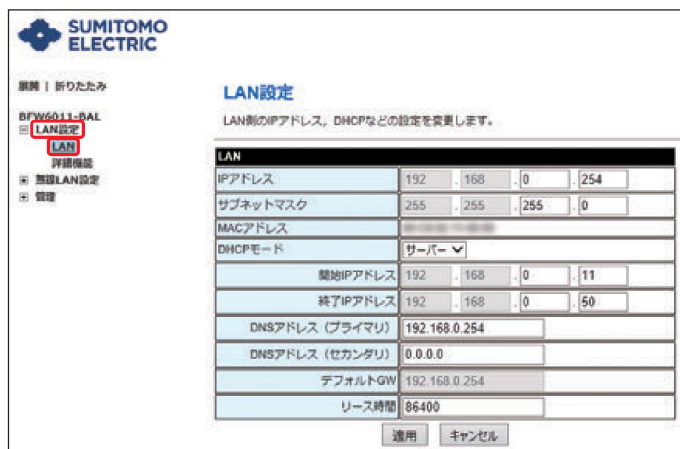 SUMITOMO
ELECTRIC
展開 | 折りたたみ
BFW6011-BAL
LAN設定
LAN
詳細機能
無線LAN設定
管理
LAN設定
LAN側のIPアドレス，DHCPなどの設定を変更します。
LAN
IPアドレス 192 . 168 . 0 . 254
サブネットマスク 255 . 255 . 255 . 0
MACアドレス
DHCPモード サーバー
開始IPアドレス 192 . 168 . 0 . 11
終了IPアドレス 192 . 168 . 0 . 50
DNSアドレス（プライマリ） 192.168.0.254
DNSアドレス（セカンダリ） 0.0.0.0
デフォルトGW 192.168.0.254
リース時間 86400
適用 キャンセル